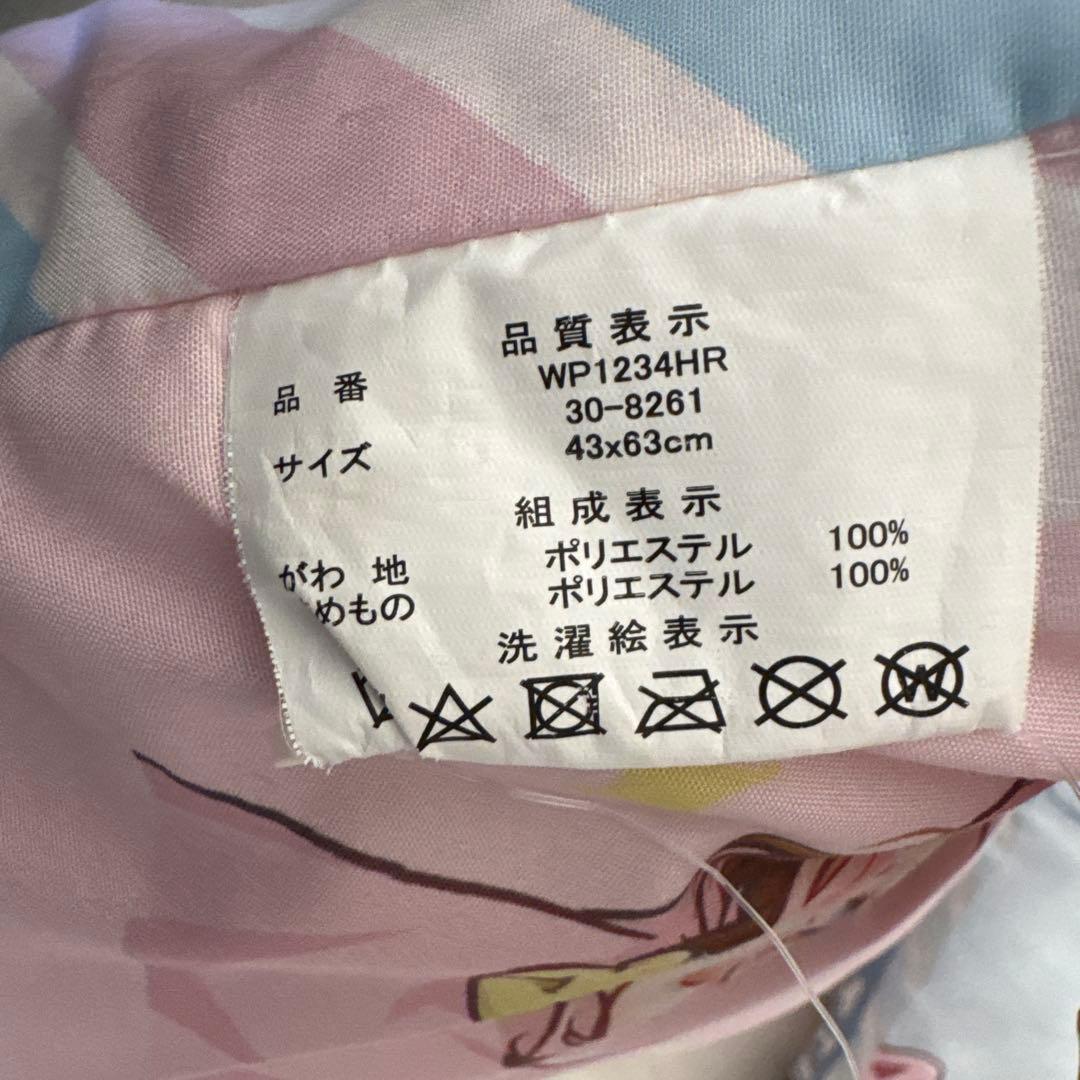 品質表示
品番 WP1234HR
30-8261
サイズ 43x63cm
組成表示
がわ地 ポリエステル 100%
めもの ポリエステル 100%
洗濯絵表示
W